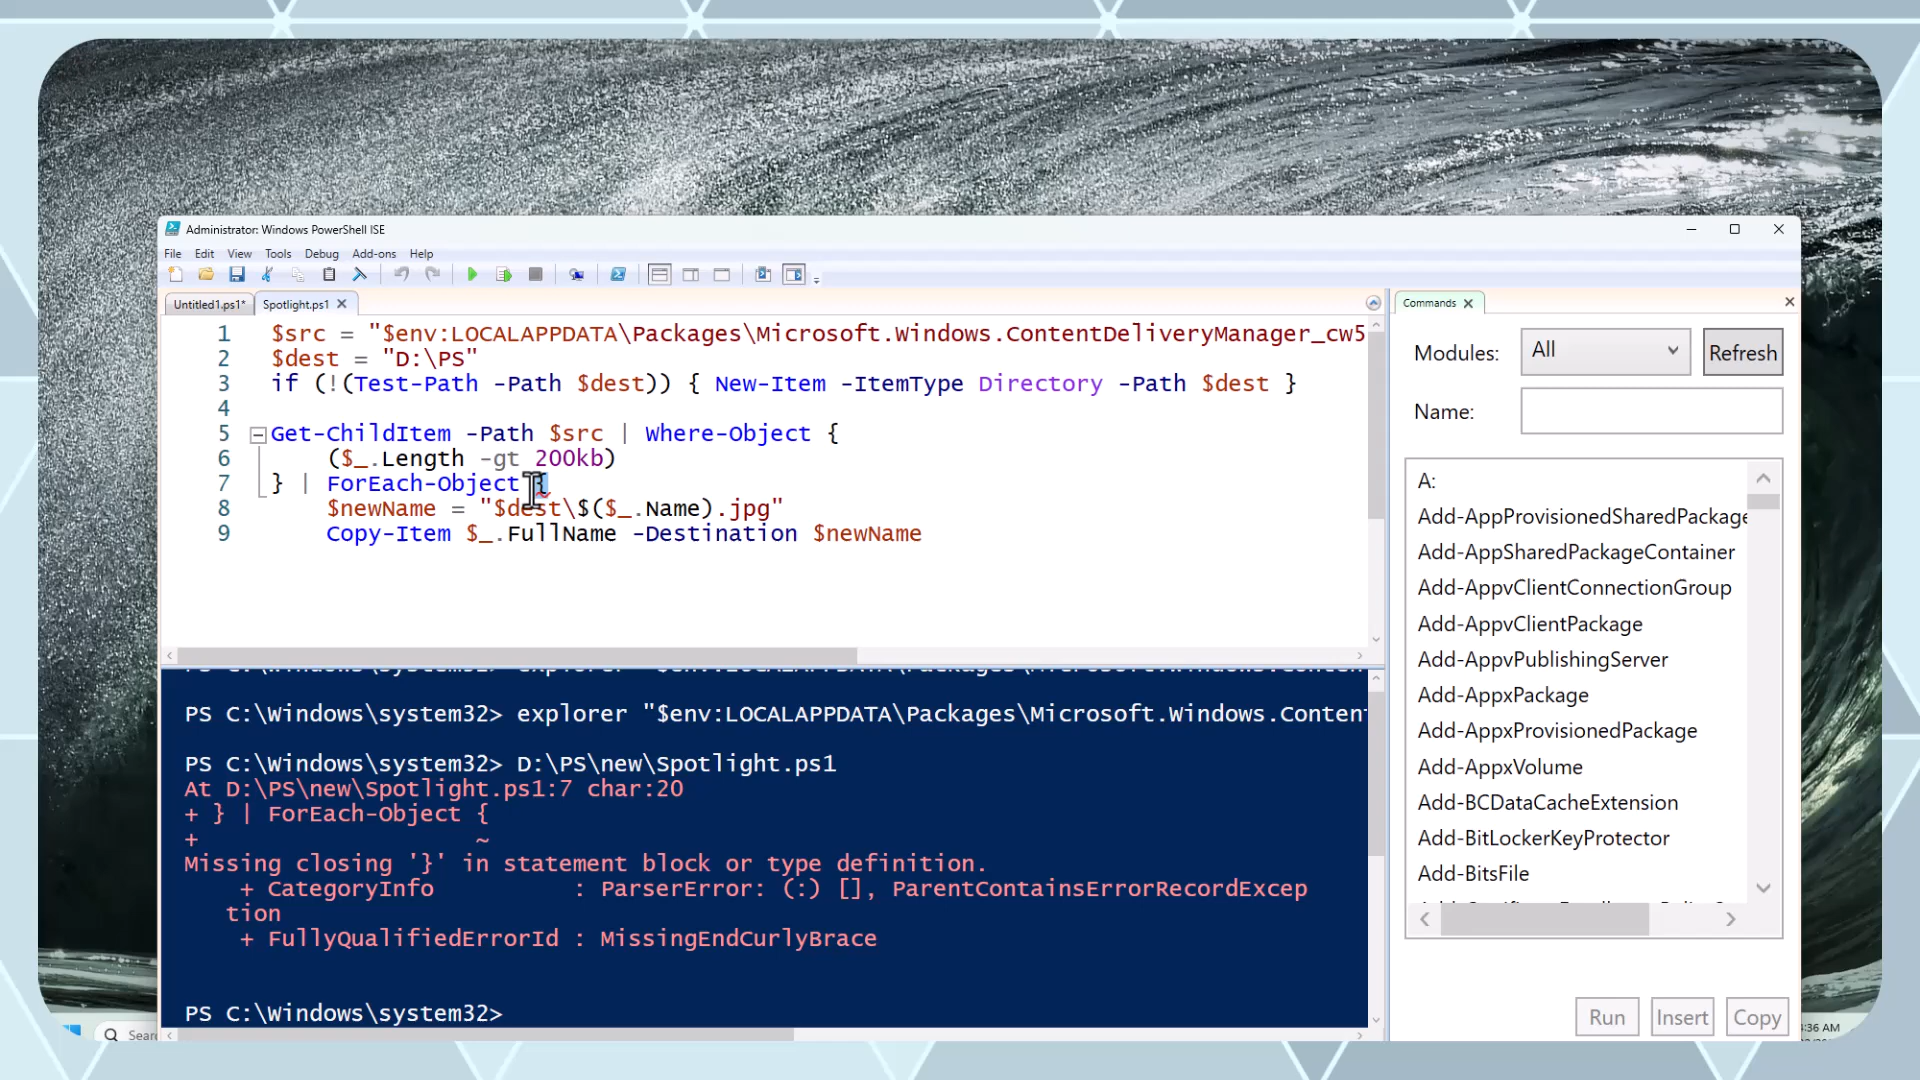 Administrator: Windows PowerShell ISE
File Edit View Tools Debug Add-ons Help
Untitled1.ps1* Spotlight.ps1
1 $src = "$env:LOCALAPPDATA\Packages\Microsoft.Windows.ContentDeliveryManager_cw5
2 $dest = "D:\PS"
3 if (!(Test-Path -Path $dest)) { New-Item -ItemType Directory -Path $dest }
4
5 Get-ChildItem -Path $src | Where-Object {
6 ($_.Length -gt 200kb)
7 } | ForEach-Object {
8 $newName = "$dest\$($_.Name).jpg"
9 Copy-Item $_.FullName -Destination $newName
PS C:\Windows\system32> explorer "$env:LOCALAPPDATA\Packages\Microsoft.Windows.Conten
PS C:\Windows\system32> D:\PS\new\Spotlight.ps1
At D:\PS\new\Spotlight.ps1:7 char:20
+ } | ForEach-Object {
+ ~
Missing closing '}' in statement block or type definition.
+ CategoryInfo : ParserError: (:) [], ParentContainsErrorRecordExcep
tion
+ FullyQualifiedErrorId : MissingEndCurlyBrace
PS C:\Windows\system32>
Commands
Modules: All Refresh
Name:
A:
Add-AppProvisionedSharedPackage
Add-AppSharedPackageContainer
Add-AppvClientConnectionGroup
Add-AppvClientPackage
Add-AppvPublishingServer
Add-AppxPackage
Add-AppxProvisionedPackage
Add-AppxVolume
Add-BCDataCacheExtension
Add-BitLockerKeyProtector
Add-BitsFile
Run Insert Copy
Sear
:36 AM